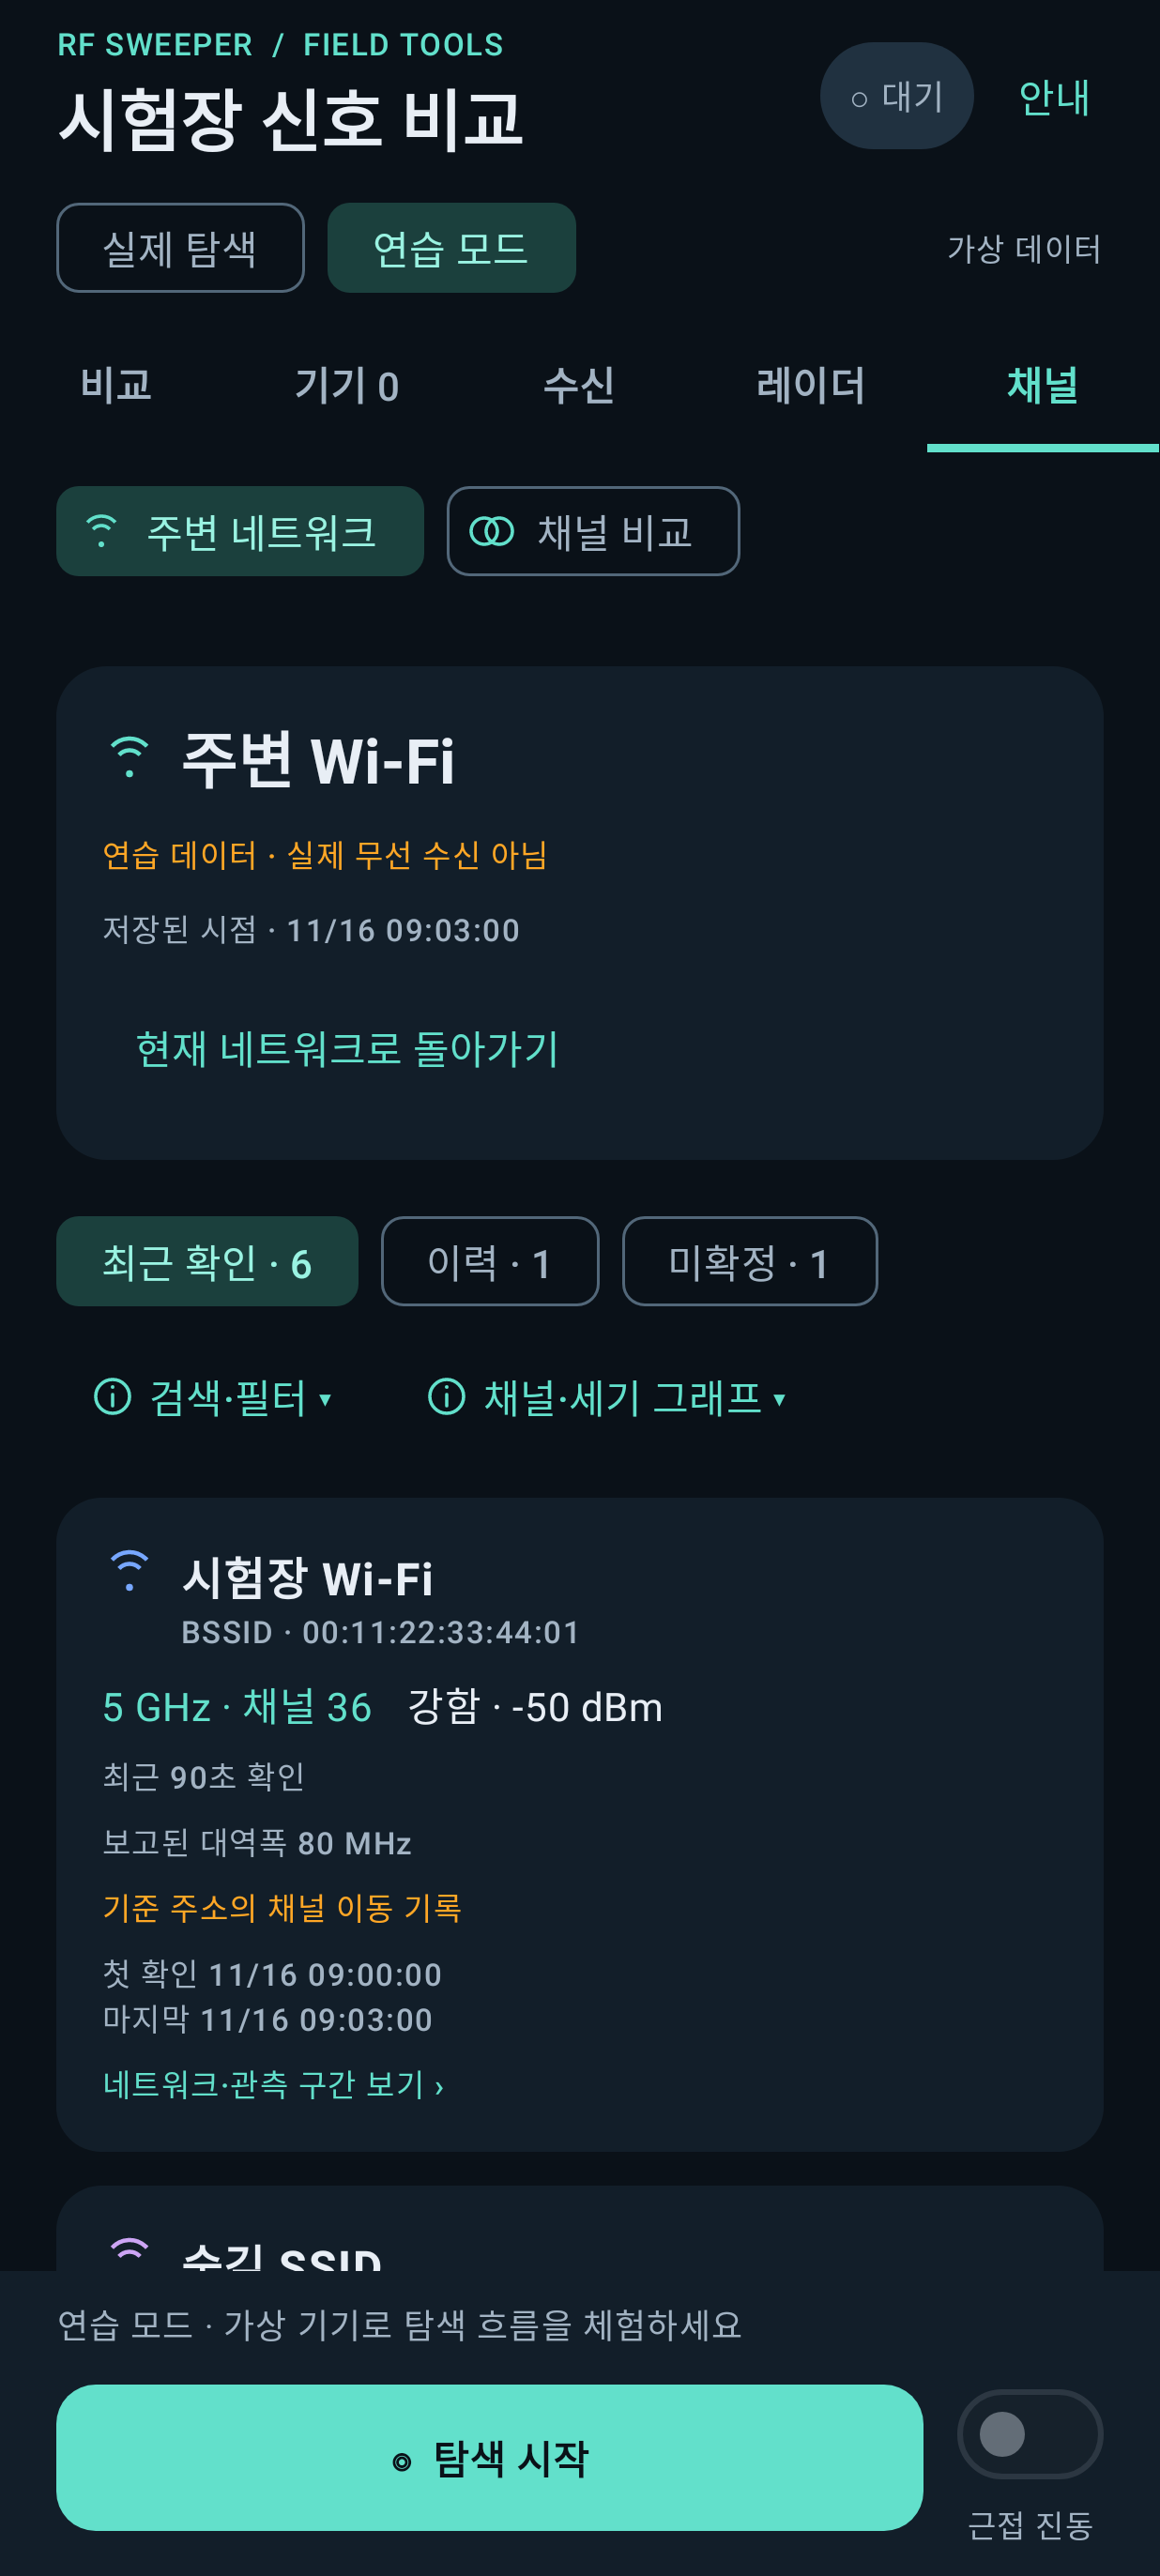 RF SWEEPER / FIELD TOOLS
시험장 신호 비교
○ 대기
안내
실제 탐색
연습 모드
가상 데이터
비교
기기 0
수신
레이더
채널
주변 네트워크
채널 비교
주변 Wi-Fi
연습 데이터 · 실제 무선 수신 아님
저장된 시점 · 11/16 09:03:00
현재 네트워크로 돌아가기
최근 확인 · 6
이력 · 1
미확정 · 1
검색·필터 ▾
채널·세기 그래프 ▾
시험장 Wi-Fi
BSSID · 00:11:22:33:44:01
5 GHz · 채널 36 강함 · -50 dBm
최근 90초 확인
보고된 대역폭 80 MHz
기준 주소의 채널 이동 기록
첫 확인 11/16 09:00:00
마지막 11/16 09:03:00
네트워크·관측 구간 보기 ›
숨긴 SSID
연습 모드 · 가상 기기로 탐색 흐름을 체험하세요
◎ 탐색 시작
근접 진동